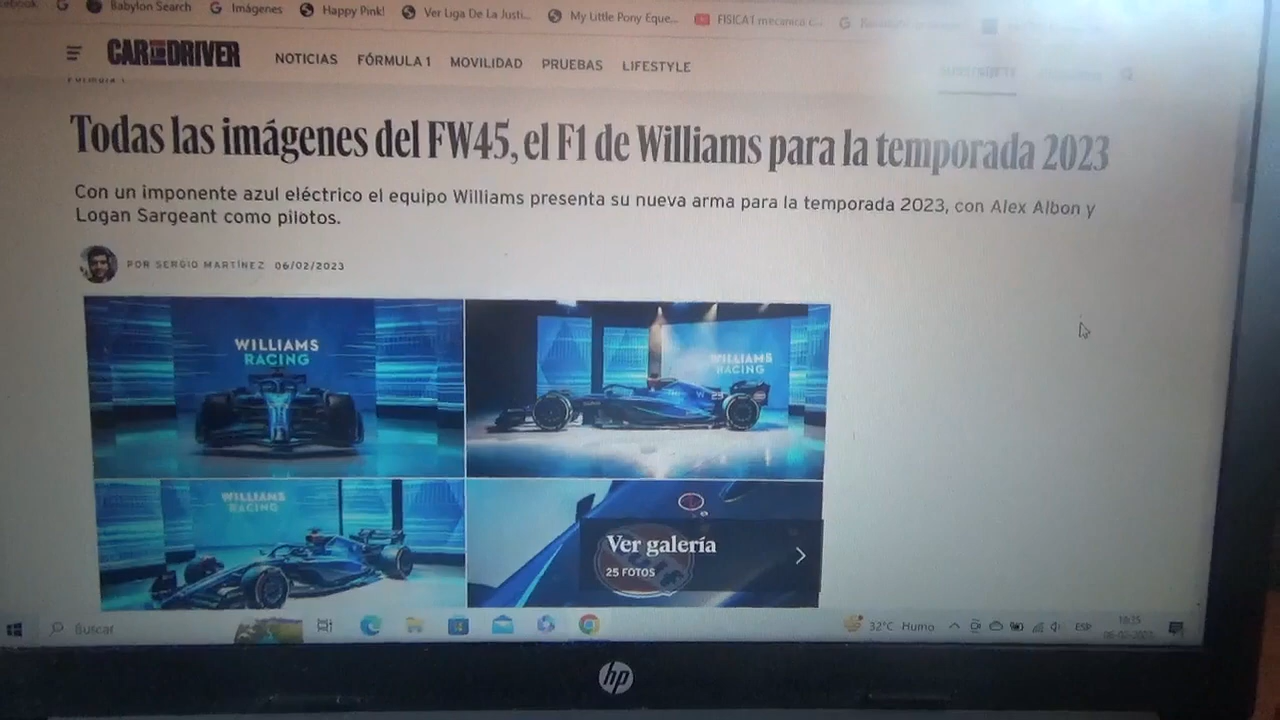 Babylon Search
Imágenes
Happy Pink!
Ver Liga De La Justi...
My Little Pony Eque...
FISICA I mecanica c...
CAR AND DRIVER
NOTICIAS FÓRMULA 1 MOVILIDAD PRUEBAS LIFESTYLE
Todas las imágenes del FW45, el F1 de Williams para la temporada 2023
Con un imponente azul eléctrico el equipo Williams presenta su nueva arma para la temporada 2023, con Alex Albon y
Logan Sargeant como pilotos.
POR SERGIO MARTÍNEZ 06/02/2023
WILLIAMS
RACING
WILLIAMS
RACING
WILLIAMS
RACING
Ver galería
25 FOTOS
Buscar
32°C Humo
ESP
18:35
hp